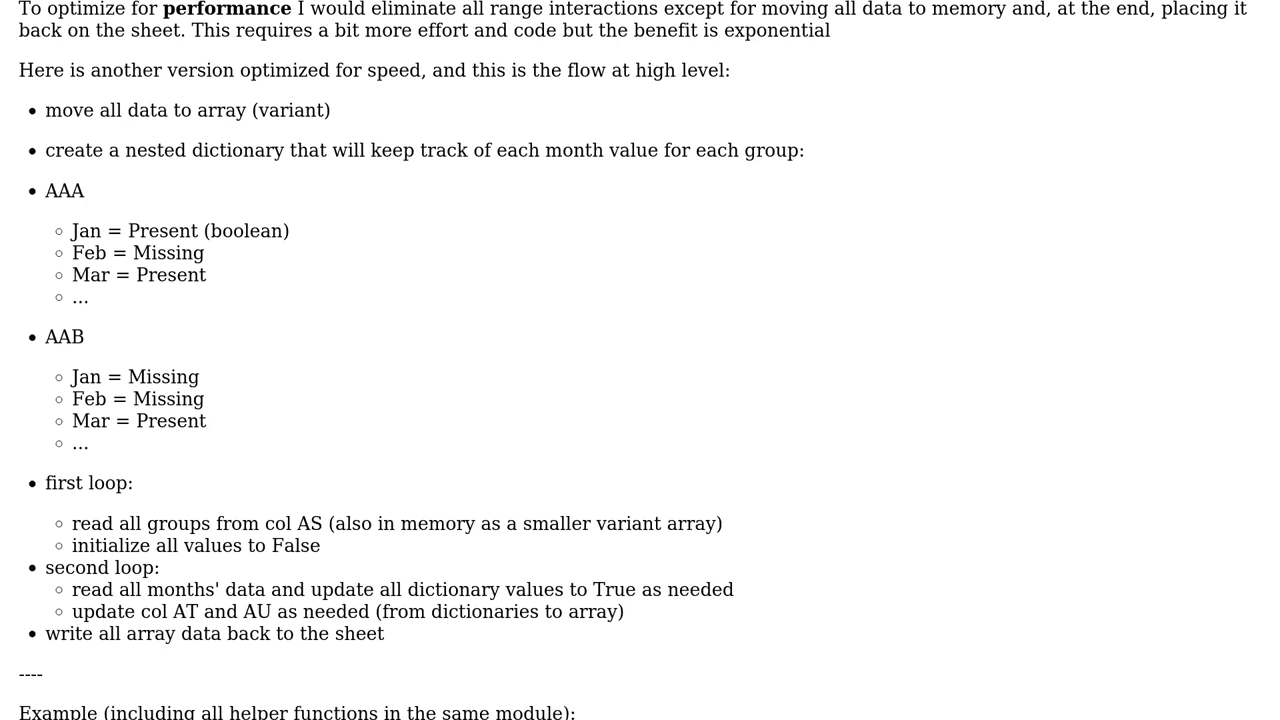 To optimize for performance I would eliminate all range interactions except for moving all data to memory and, at the end, placing it
back on the sheet. This requires a bit more effort and code but the benefit is exponential
Here is another version optimized for speed, and this is the flow at high level:
• move all data to array (variant)
• create a nested dictionary that will keep track of each month value for each group:
• AAA
◦ Jan = Present (boolean)
◦ Feb = Missing
◦ Mar = Present
◦ ...
• AAB
◦ Jan = Missing
◦ Feb = Missing
◦ Mar = Present
◦ ...
• first loop:
◦ read all groups from col AS (also in memory as a smaller variant array)
◦ initialize all values to False
• second loop:
◦ read all months' data and update all dictionary values to True as needed
◦ update col AT and AU as needed (from dictionaries to array)
• write all array data back to the sheet
----
Example (including all helper functions in the same module):